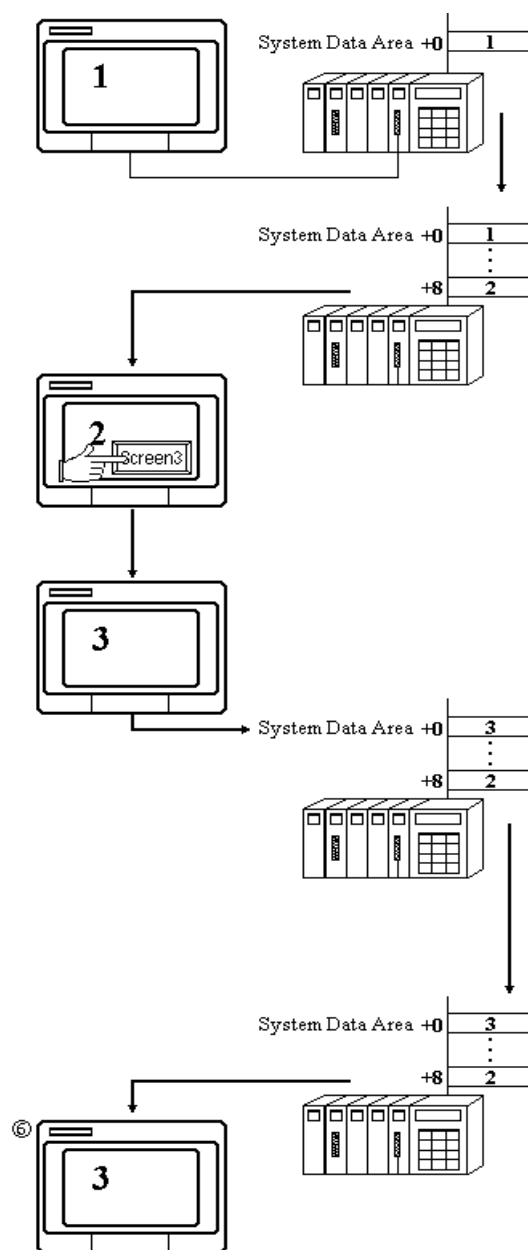 System Data Area +0 1
1
System Data Area +0 1
⋮
+8 2
2
Screen3
3
System Data Area +0 3
⋮
+8 2
System Data Area +0 3
⋮
+8 2
⑥
3